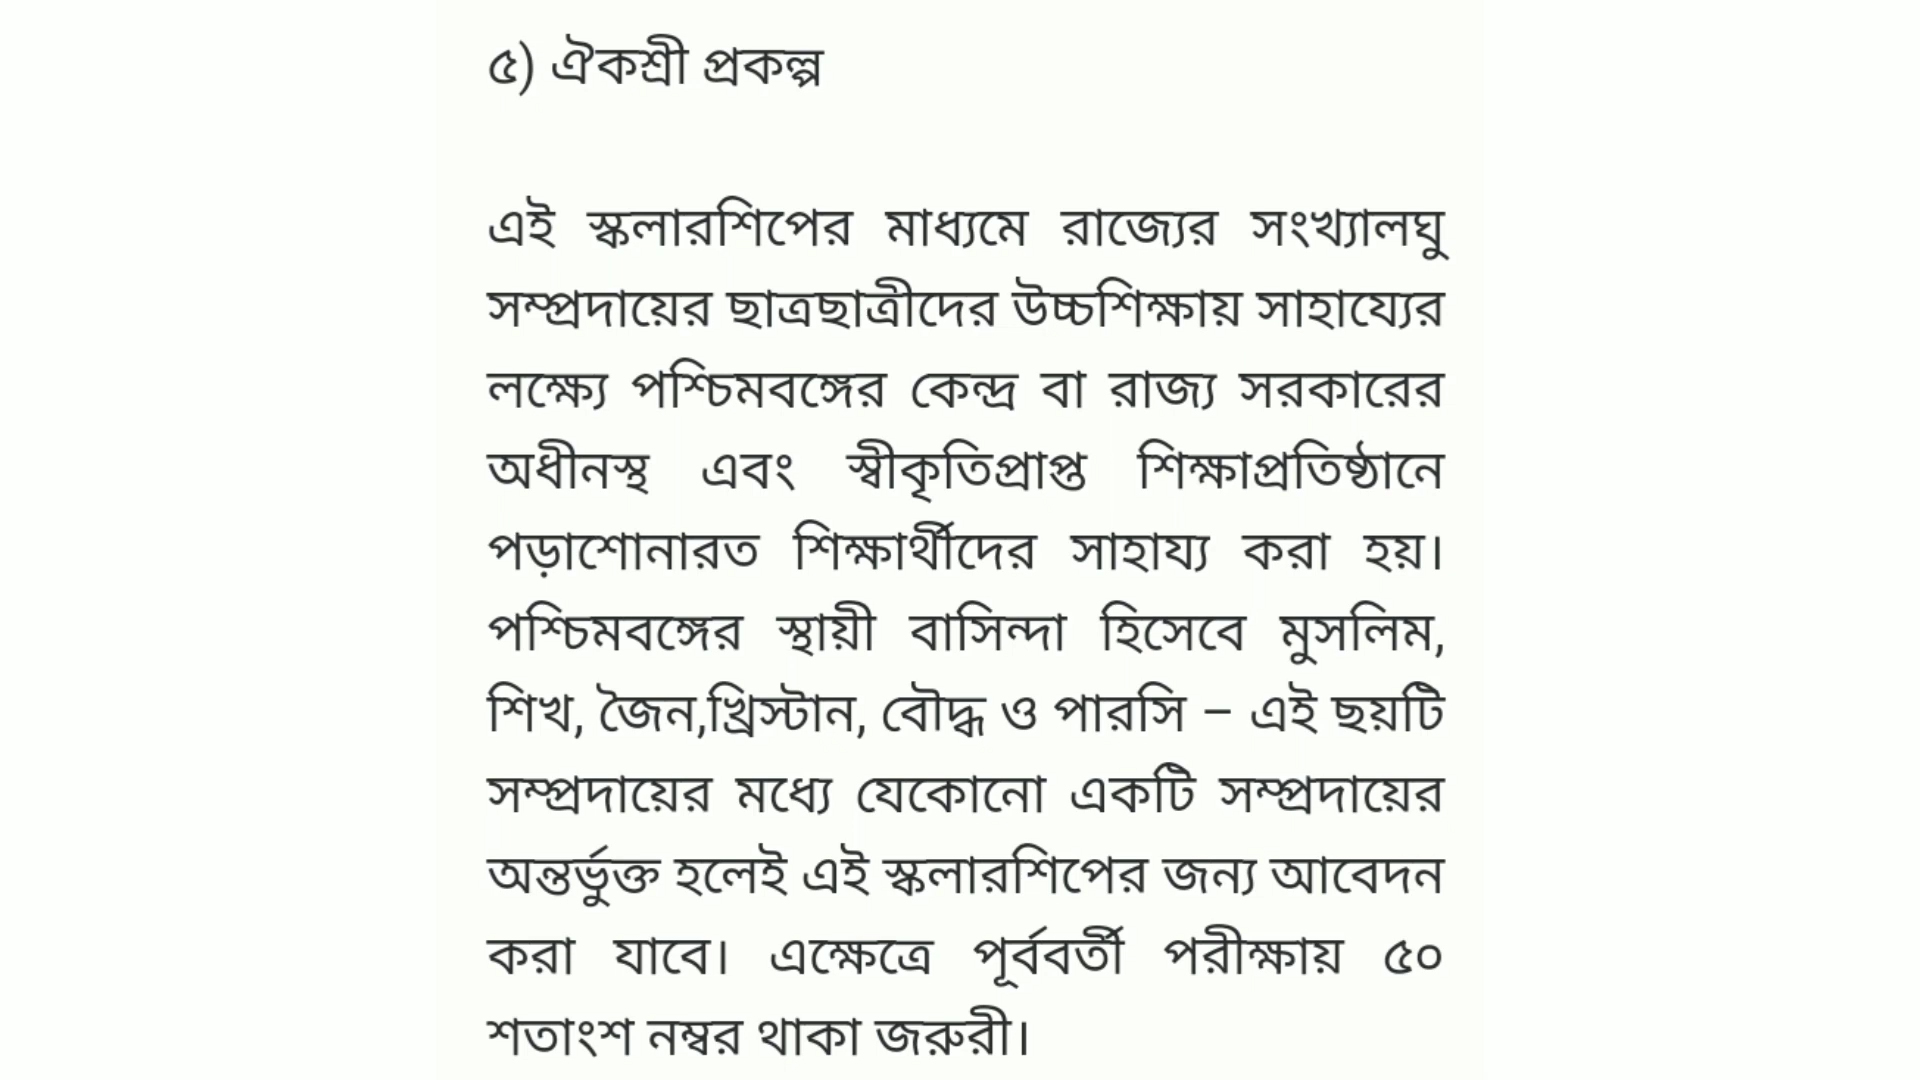 ৫) ঐকশ্রী প্রকল্প
এই স্কলারশিপের মাধ্যমে রাজ্যের সংখ্যালঘু
সম্প্রদায়ের ছাত্রছাত্রীদের উচ্চশিক্ষায় সাহায্যের
লক্ষ্যে পশ্চিমবঙ্গের কেন্দ্র বা রাজ্য সরকারের
অধীনস্থ এবং স্বীকৃতিপ্রাপ্ত শিক্ষাপ্রতিষ্ঠানে
পড়াশোনারত শিক্ষার্থীদের সাহায্য করা হয়।
পশ্চিমবঙ্গের স্থায়ী বাসিন্দা হিসেবে মুসলিম,
শিখ, জৈন,খ্রিস্টান, বৌদ্ধ ও পারসি – এই ছয়টি
সম্প্রদায়ের মধ্যে যেকোনো একটি সম্প্রদায়ের
অন্তর্ভুক্ত হলেই এই স্কলারশিপের জন্য আবেদন
করা যাবে। এক্ষেত্রে পূর্ববর্তী পরীক্ষায় ৫০
শতাংশ নম্বর থাকা জরুরী।